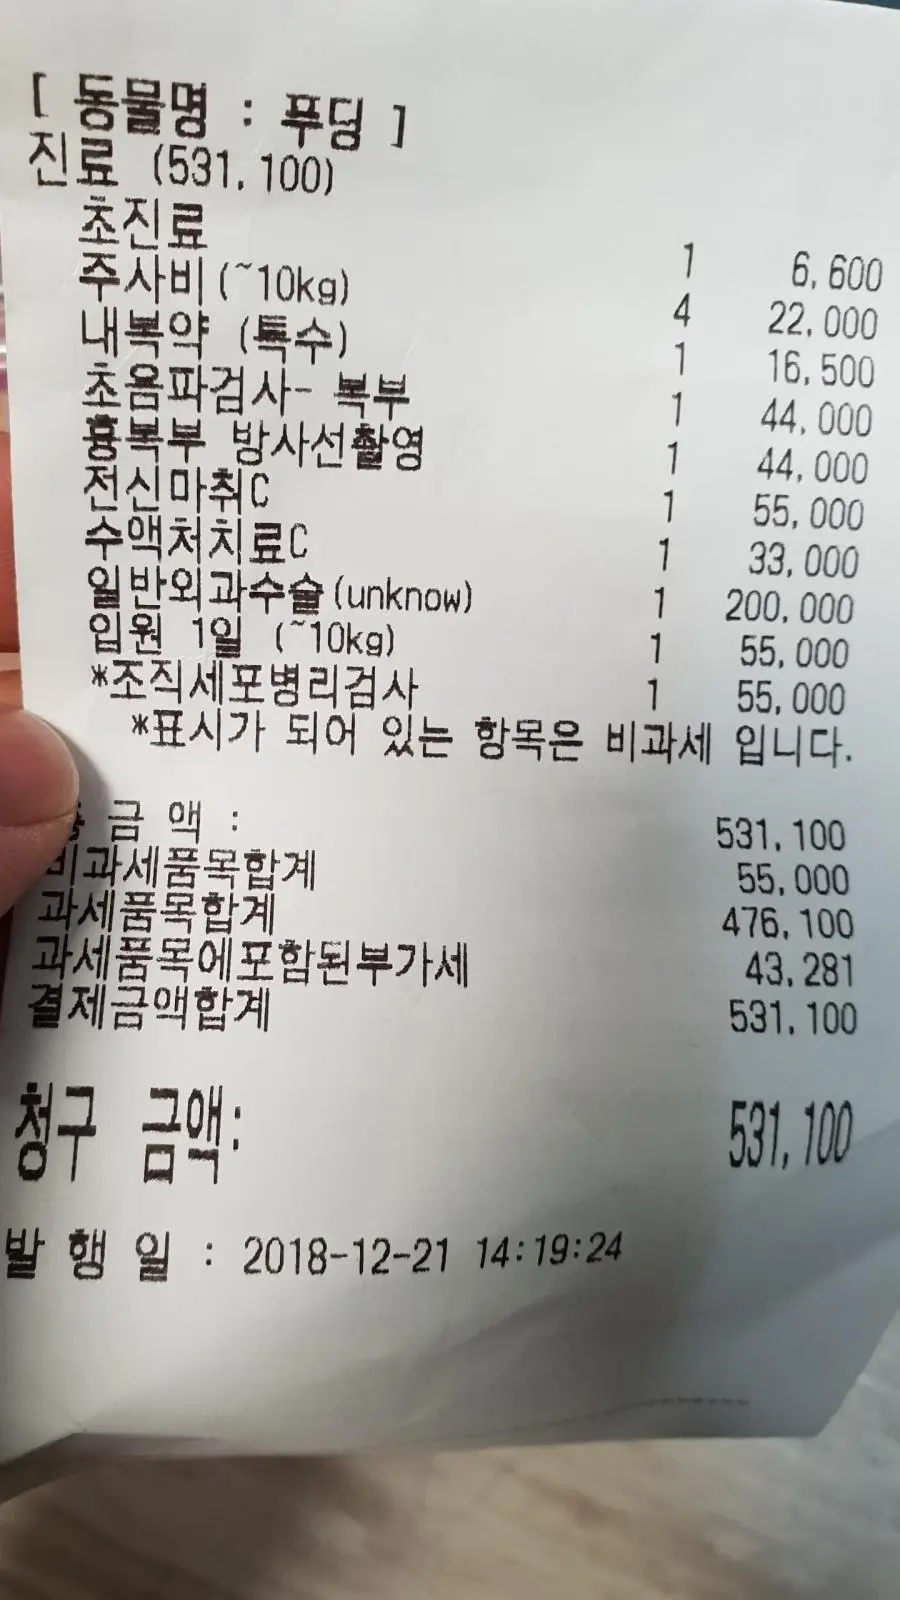 [ 동물명 : 푸딩 ]
진료 (531,100)
초진료 1 6,600
주사비(~10kg) 4 22,000
내복약 (특수) 1 16,500
초음파검사- 복부 1 44,000
흉복부 방사선촬영 1 44,000
전신마취C 1 55,000
수액처치료C 1 33,000
일반외과수술(unknow) 1 200,000
입원 1일 (~10kg) 1 55,000
*조직세포병리검사 1 55,000
*표시가 되어 있는 항목은 비과세 입니다.
금 액 : 531,100
비과세품목합계 55,000
과세품목합계 476,100
과세품목에포함된부가세 43,281
결제금액합계 531,100
청구 금액: 531,100
발 행 일 : 2018-12-21 14:19:24